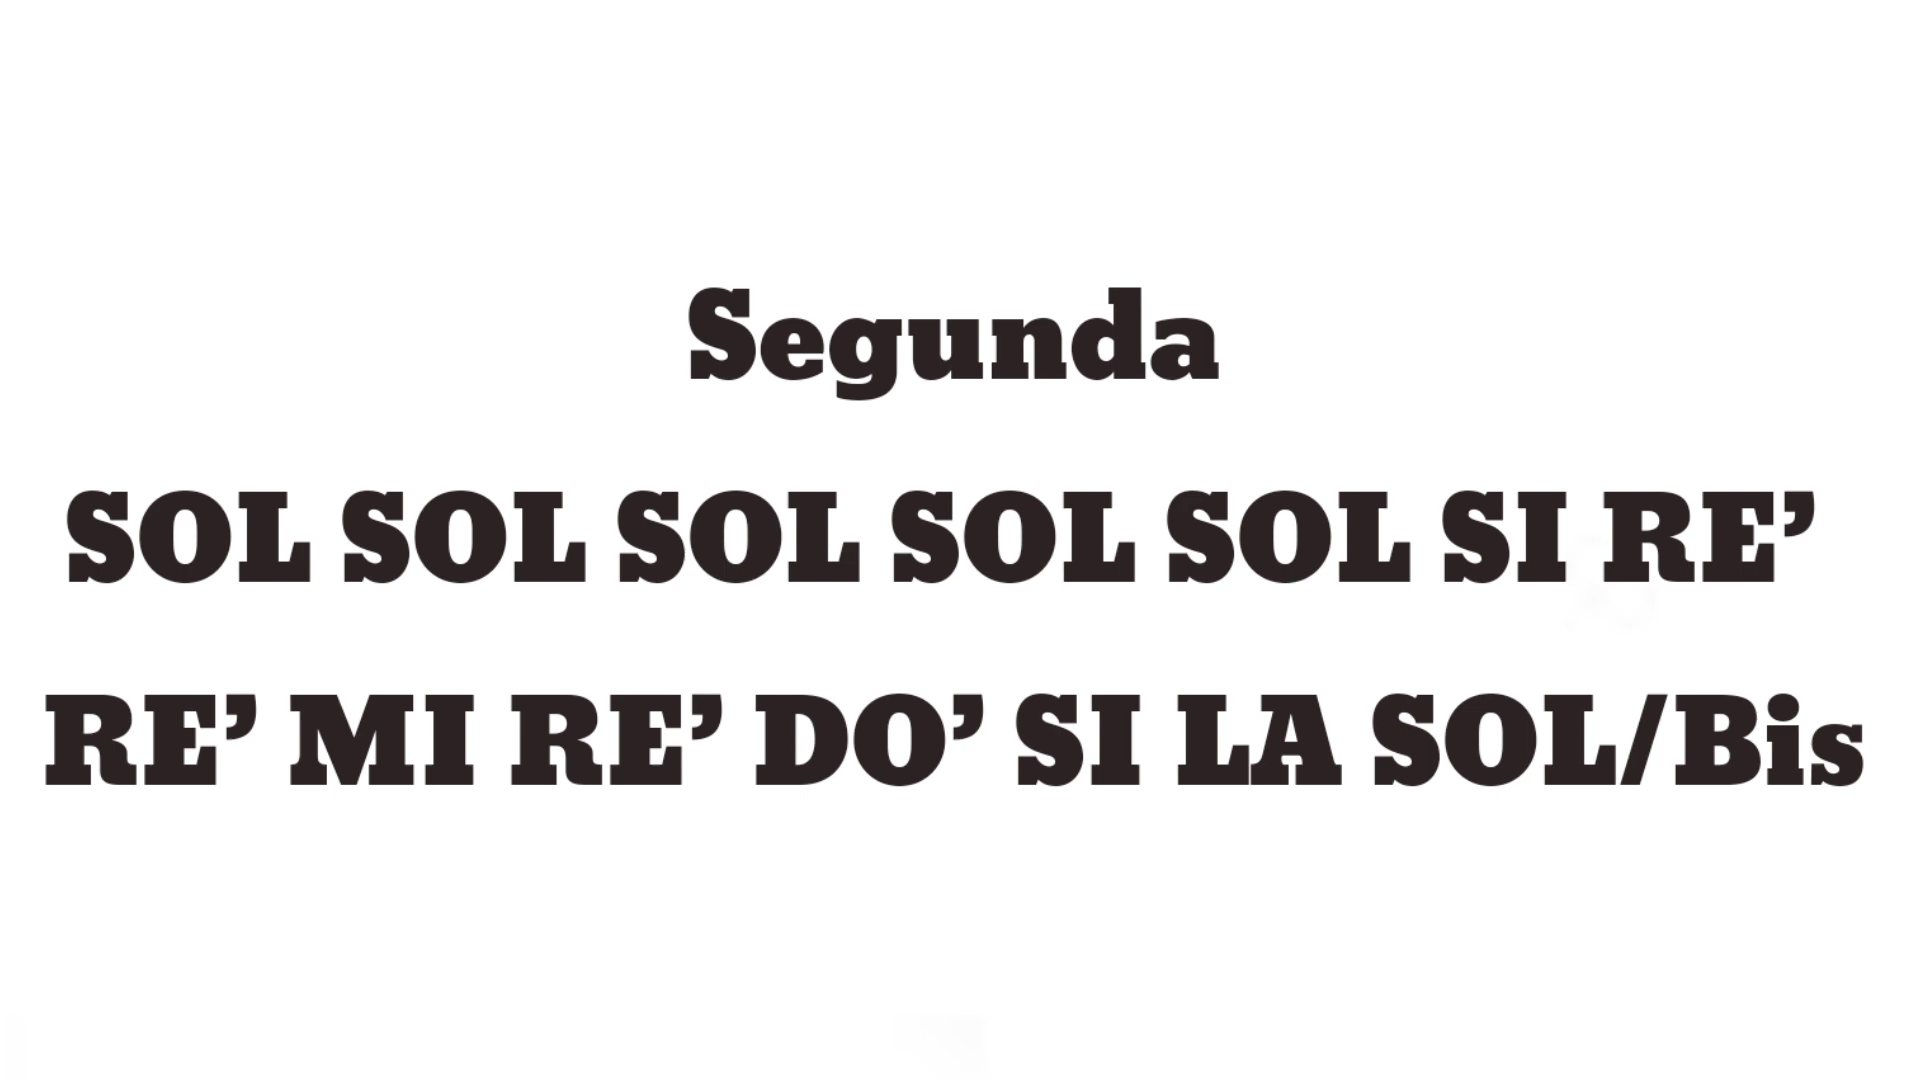 Segunda
SOL SOL SOL SOL SOL SI RE’
RE’ MI RE’ DO’ SI LA SOL/Bis